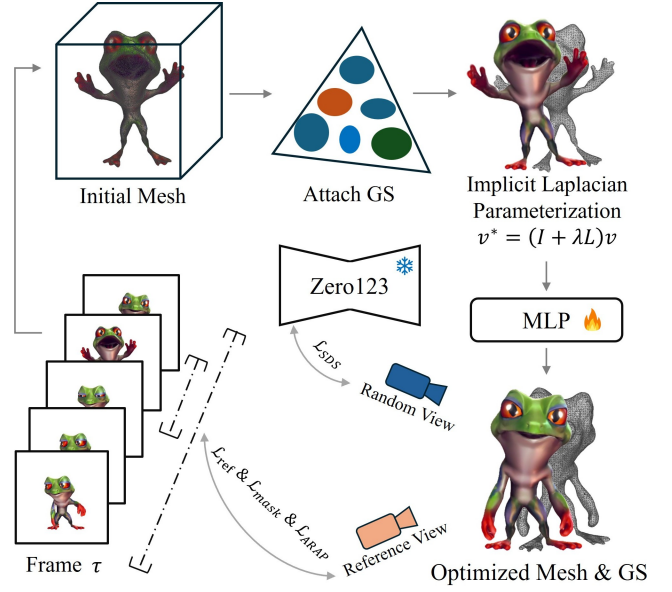 Initial Mesh
Attach GS
Implicit Laplacian
Parameterization
𝑣* = (𝐼 + 𝜆𝐿)𝑣
Zero123
MLP
ℒ_SDS
Random View
ℒ_ref & ℒ_mask & ℒ_ARAP
Reference View
Frame 𝜏
Optimized Mesh & GS